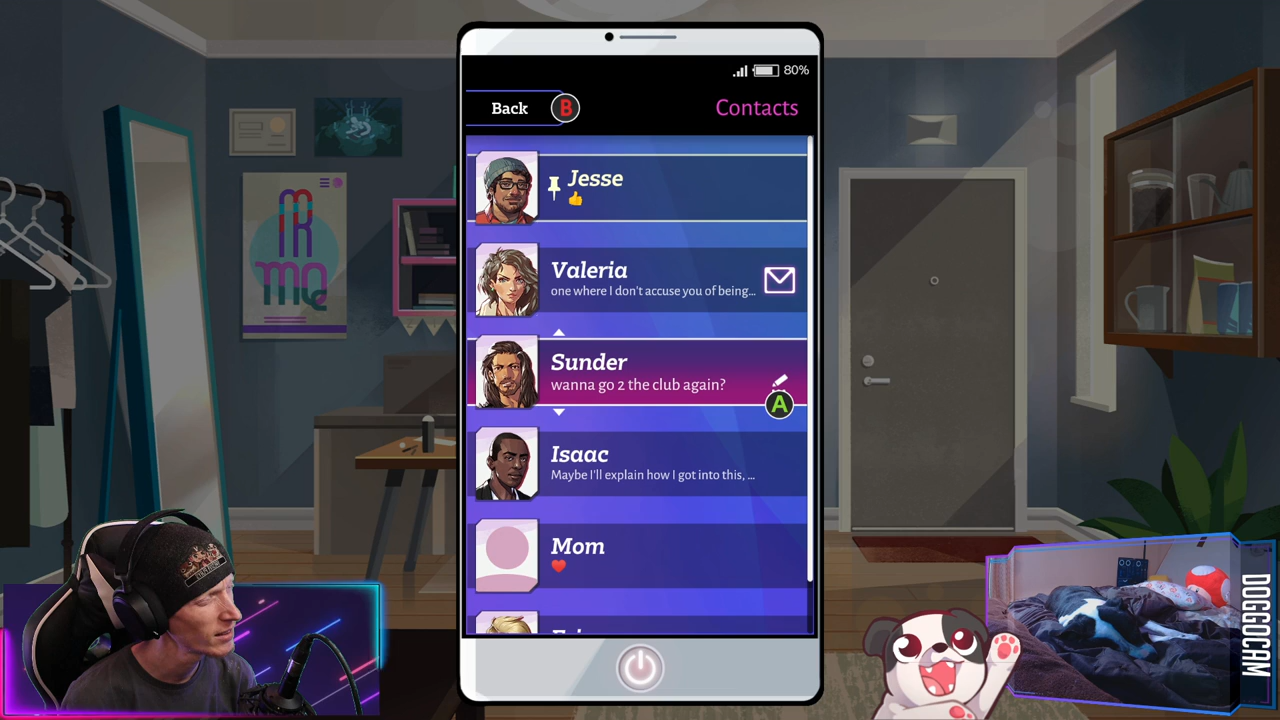 80%
Back B
Contacts
Jesse
Valeria
one where I don't accuse you of being...
Sunder
wanna go 2 the club again?
A
Isaac
Maybe I'll explain how I got into this, ...
Mom
DOGGOCAM